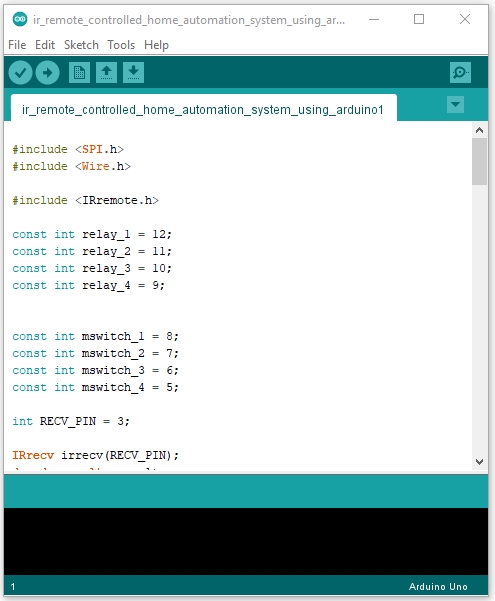 ir_remote_controlled_home_automation_system_using_ar...
File Edit Sketch Tools Help
ir_remote_controlled_home_automation_system_using_arduino1
#include <SPI.h>
#include <Wire.h>
#include <IRremote.h>
const int relay_1 = 12;
const int relay_2 = 11;
const int relay_3 = 10;
const int relay_4 = 9;
const int mswitch_1 = 8;
const int mswitch_2 = 7;
const int mswitch_3 = 6;
const int mswitch_4 = 5;
int RECV_PIN = 3;
IRrecv irrecv(RECV_PIN);
1 Arduino Uno